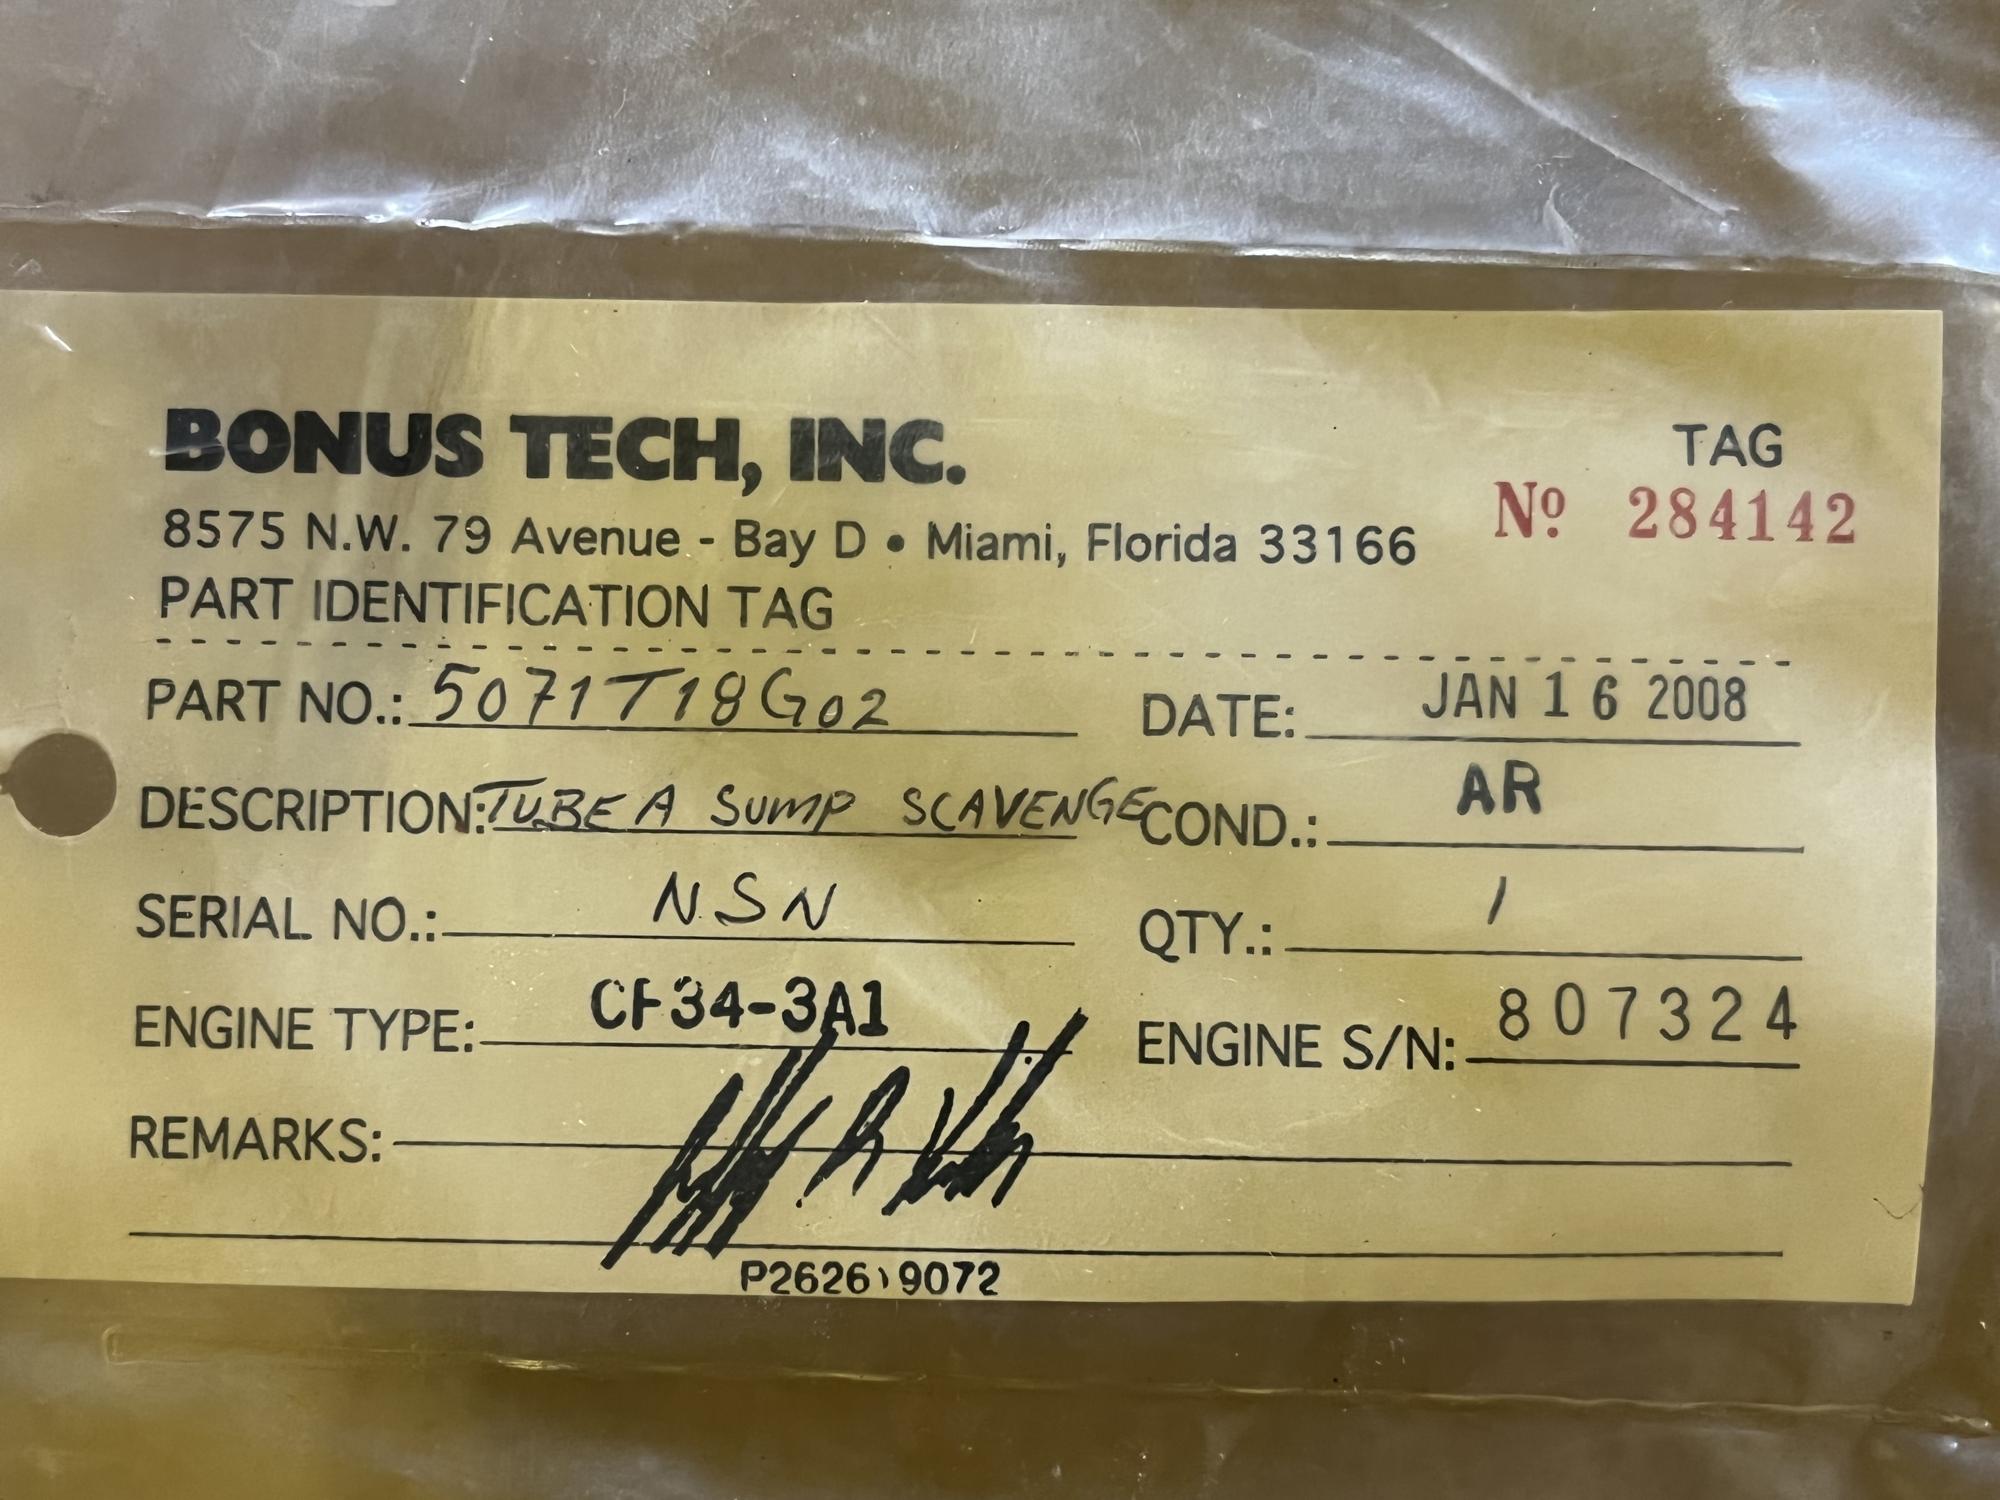 BONUS TECH, INC.
TAG
8575 N.W. 79 Avenue - Bay D • Miami, Florida 33166
Nº 284142
PART IDENTIFICATION TAG
PART NO.: 5071T18G02
DATE: JAN 16 2008
DESCRIPTION: TUBE A SUMP SCAVENGE
COND.: AR
SERIAL NO.: NSN
QTY.: 1
ENGINE TYPE: CF34-3A1
ENGINE S/N: 807324
REMARKS: